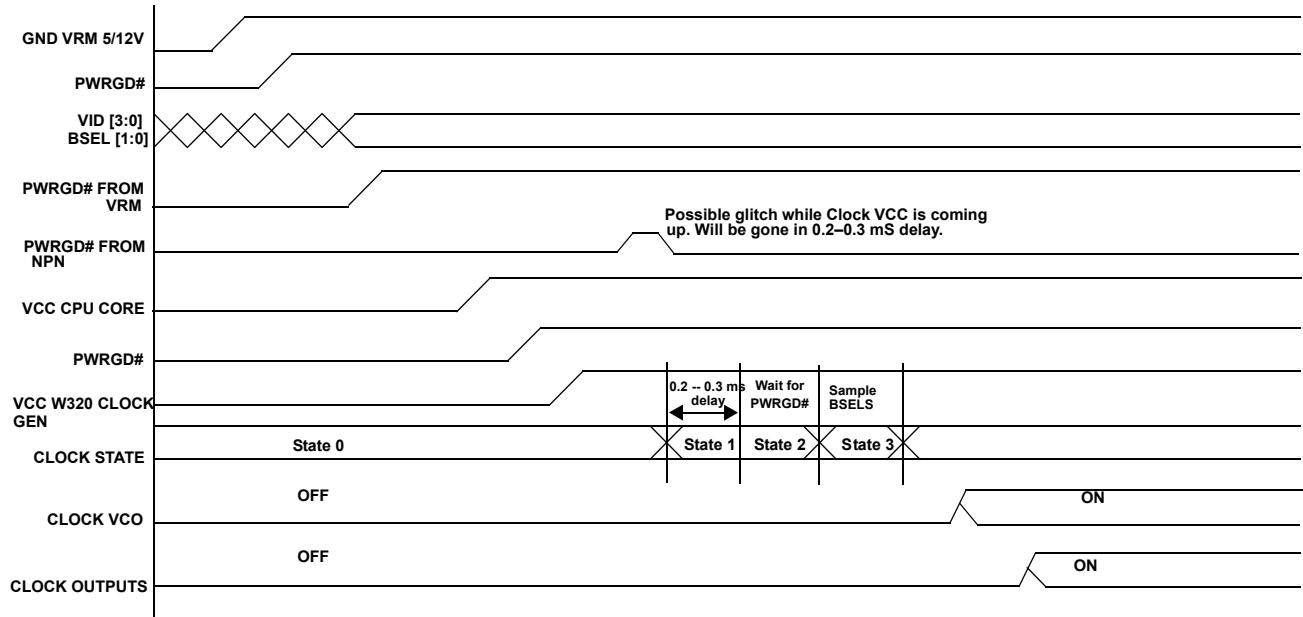 GND VRM 5/12V
PWRGD#
VID [3:0]
BSEL [1:0]
PWRGD# FROM
VRM
Possible glitch while Clock VCC is coming
up. Will be gone in 0.2–0.3 mS delay.
PWRGD# FROM
NPN
VCC CPU CORE
PWRGD#
0.2 -- 0.3 ms
delay
Wait for
PWRGD#
Sample
BSELS
VCC W320 CLOCK
GEN
State 0
State 1
State 2
State 3
CLOCK STATE
OFF
ON
CLOCK VCO
OFF
ON
CLOCK OUTPUTS